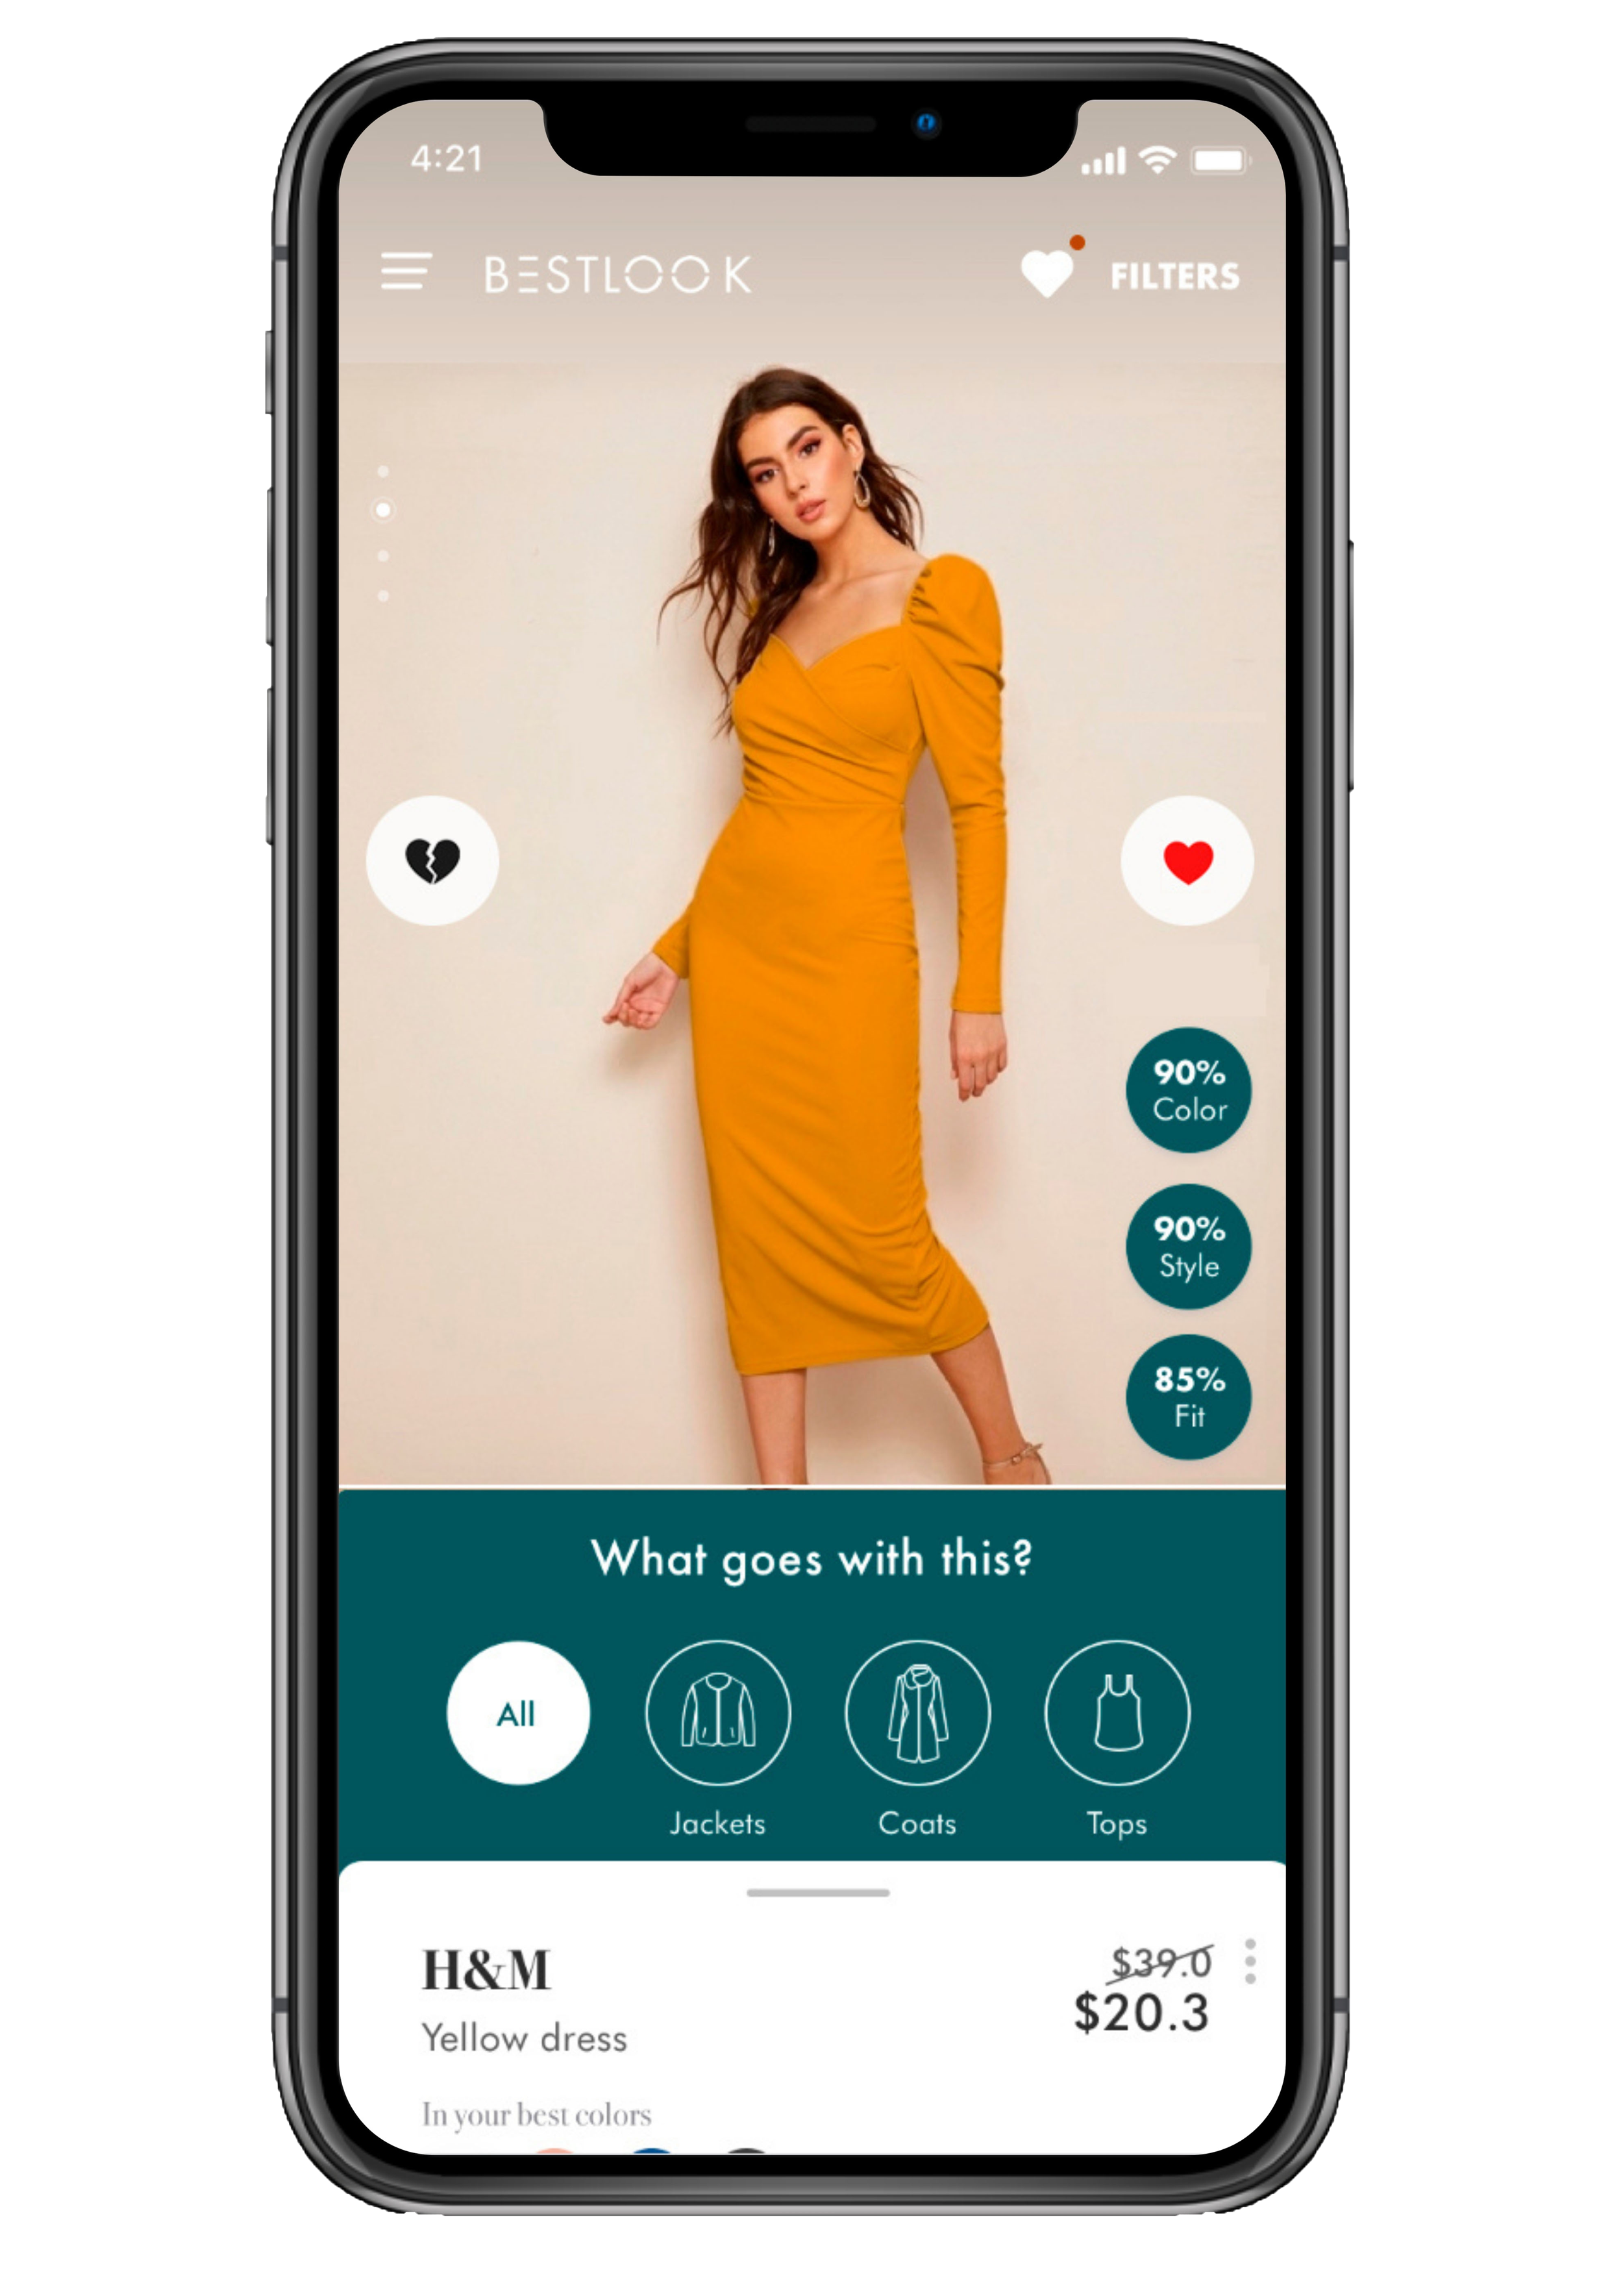 4:21
BESTLOOK
FILTERS
90%
Color
90%
Style
85%
Fit
What goes with this?
All
Jackets
Coats
Tops
H&M
$39.0
$20.3
Yellow dress
In your best colors